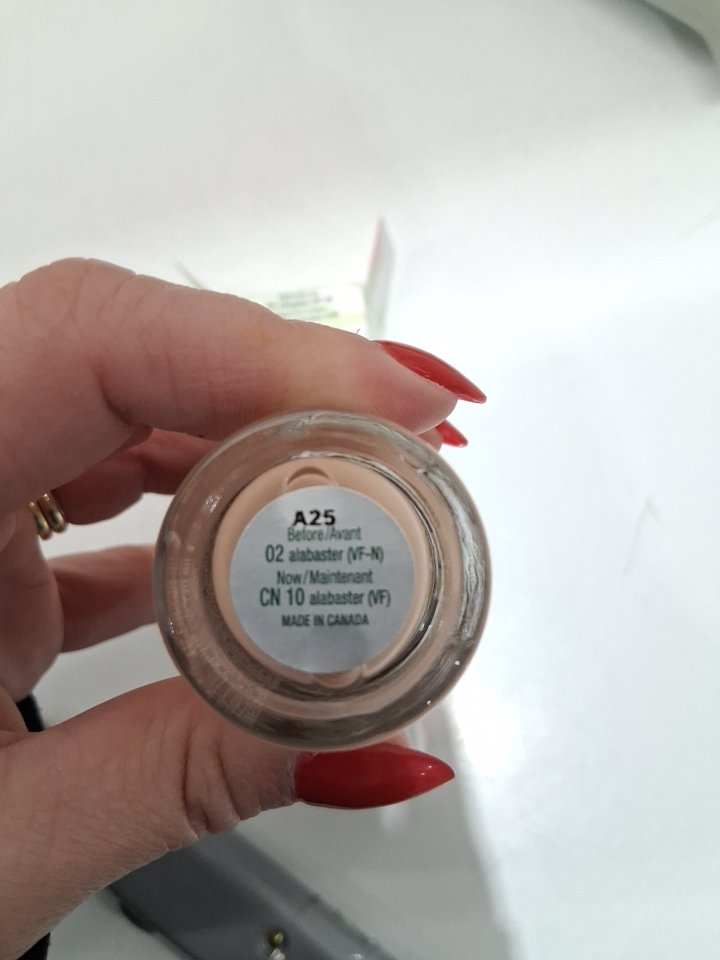 A25
Before/Avant
02 alabaster (VF-N)
Now/Maintenant
CN 10 alabaster (VF)
MADE IN CANADA